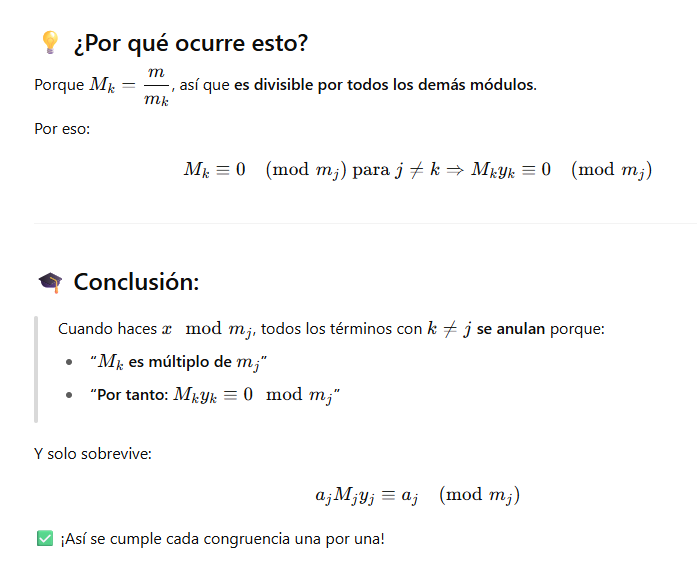 💡 ¿Por qué ocurre esto?
Porque $M_k = \dfrac{m}{m_k}$, así que es divisible por todos los demás módulos.
Por eso:
$M_k \equiv 0 \pmod{m_j} \text{ para } j \neq k \Rightarrow M_k y_k \equiv 0 \pmod{m_j}$
🎓 Conclusión:
Cuando haces $x \mod m_j$, todos los términos con $k \neq j$ se anulan porque:
• “$M_k$ es múltiplo de $m_j$”
• “Por tanto: $M_k y_k \equiv 0 \mod m_j$”
Y solo sobrevive:
$a_j M_j y_j \equiv a_j \pmod{m_j}$
✅ ¡Así se cumple cada congruencia una por una!